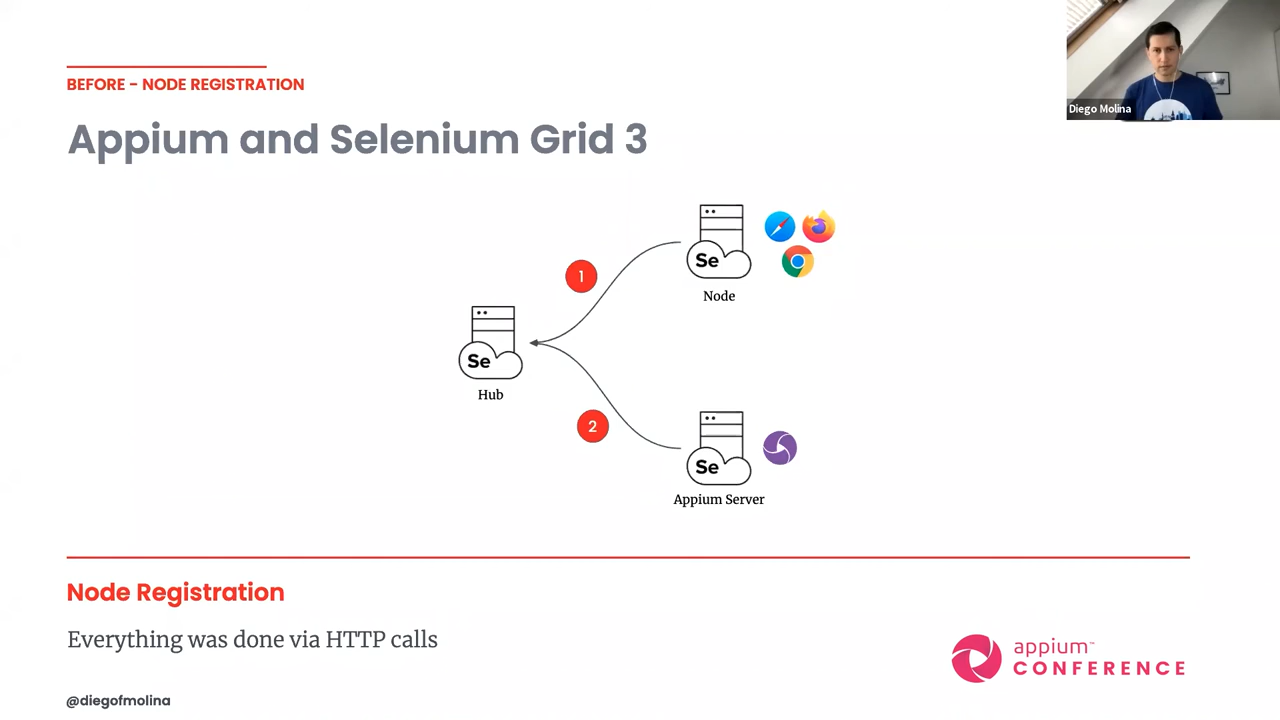 BEFORE - NODE REGISTRATION
Diego Molina
Appium and Selenium Grid 3
Se
Node
1
Se
Hub
2
Se
Appium Server
Node Registration
Everything was done via HTTP calls
appium™
CONFERENCE
@diegofmolina